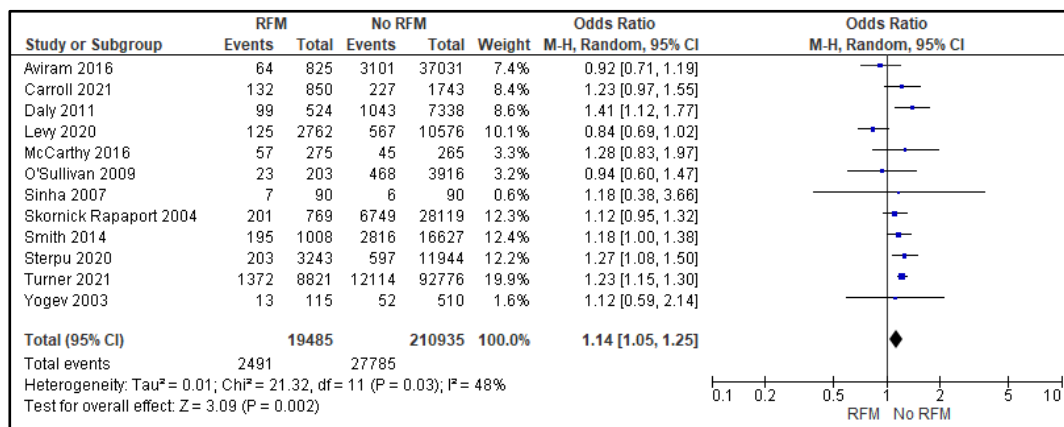 RFM No RFM Odds Ratio Odds Ratio
Study or Subgroup Events Total Events Total Weight M-H, Random, 95% CI M-H, Random, 95% CI
Aviram 2016 64 825 3101 37031 7.4% 0.92 [0.71, 1.19]
Carroll 2021 132 850 227 1743 8.4% 1.23 [0.97, 1.55]
Daly 2011 99 524 1043 7338 8.6% 1.41 [1.12, 1.77]
Levy 2020 125 2762 567 10576 10.1% 0.84 [0.69, 1.02]
McCarthy 2016 57 275 45 265 3.3% 1.28 [0.83, 1.97]
O'Sullivan 2009 23 203 468 3916 3.2% 0.94 [0.60, 1.47]
Sinha 2007 7 90 6 90 0.6% 1.18 [0.38, 3.66]
Skornick Rapaport 2004 201 769 6749 28119 12.3% 1.12 [0.95, 1.32]
Smith 2014 195 1008 2816 16627 12.4% 1.18 [1.00, 1.38]
Sterpu 2020 203 3243 597 11944 12.2% 1.27 [1.08, 1.50]
Turner 2021 1372 8821 12114 92776 19.9% 1.23 [1.15, 1.30]
Yogev 2003 13 115 52 510 1.6% 1.12 [0.59, 2.14]
Total (95% CI) 19485 210935 100.0% 1.14 [1.05, 1.25]
Total events 2491 27785
Heterogeneity: Tau² = 0.01; Chi² = 21.32, df = 11 (P = 0.03); I² = 48%
Test for overall effect: Z = 3.09 (P = 0.002)
0.1 0.2 0.5 1 2 5 10
RFM No RFM